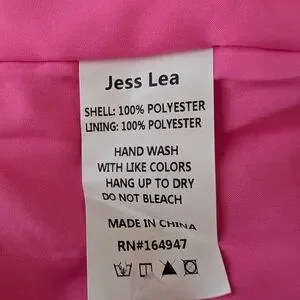 Jess Lea
SHELL: 100% POLYESTER
LINING: 100% POLYESTER
HAND WASH
WITH LIKE COLORS
HANG UP TO DRY
DO NOT BLEACH
MADE IN CHINA
RN#164947